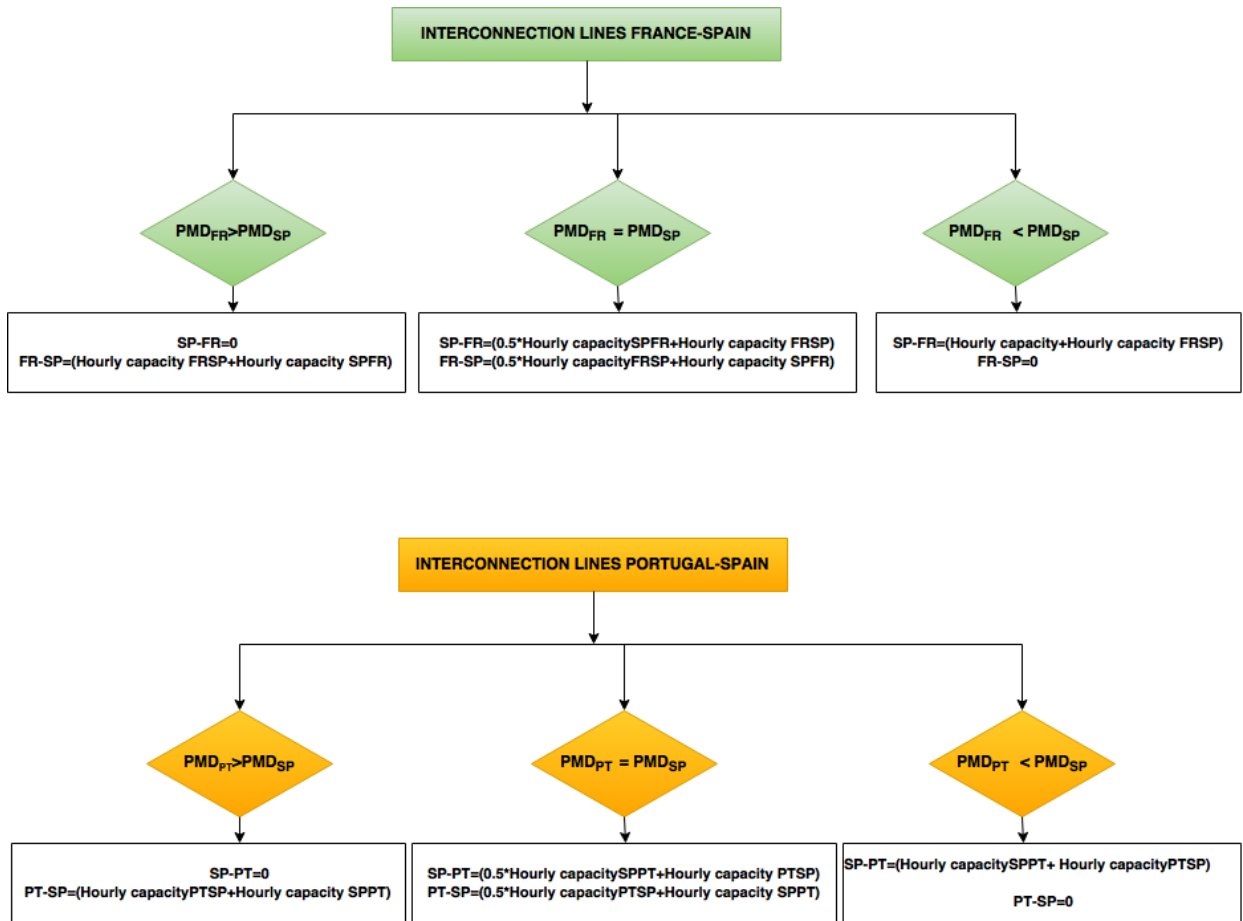 INTERCONNECTION LINES FRANCE-SPAIN
PMDFR>PMDSP
PMDFR = PMDSP
PMDFR < PMDSP
SP-FR=0
FR-SP=(Hourly capacity FRSP+Hourly capacity SPFR)
SP-FR=(0.5*Hourly capacitySPFR+Hourly capacity FRSP)
FR-SP=(0.5*Hourly capacityFRSP+Hourly capacity SPFR)
SP-FR=(Hourly capacity+Hourly capacity FRSP)
FR-SP=0
INTERCONNECTION LINES PORTUGAL-SPAIN
PMDPT>PMDSP
PMDPT = PMDSP
PMDPT < PMDSP
SP-PT=0
PT-SP=(Hourly capacityPTSP+Hourly capacity SPPT)
SP-PT=(0.5*Hourly capacitySPPT+Hourly capacity PTSP)
PT-SP=(0.5*Hourly capacityPTSP+Hourly capacity SPPT)
SP-PT=(Hourly capacitySPPT+ Hourly capacityPTSP)
PT-SP=0